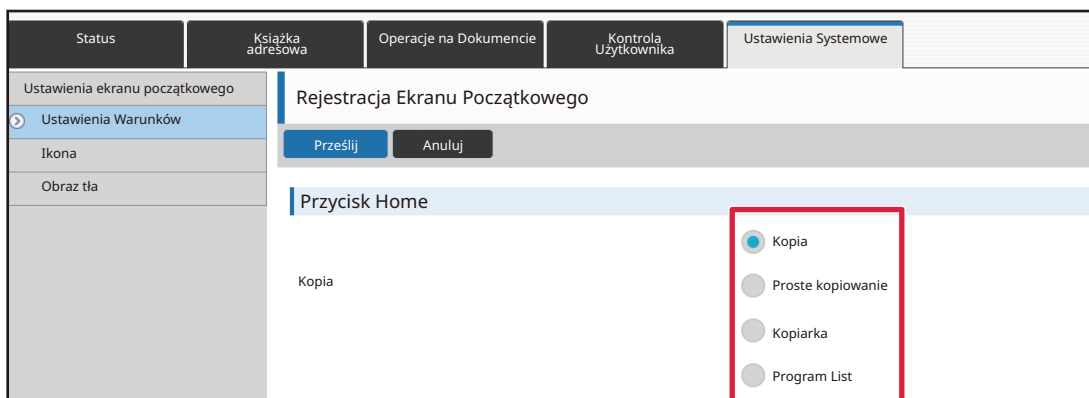 Status
Książka
adresowa
Operacje na Dokumencie
Kontrola
Użytkownika
Ustawienia Systemowe
Ustawienia ekranu początkowego
Ustawienia Warunków
Ikona
Obraz tła
Rejestracja Ekranu Początkowego
Prześlij
Anuluj
Przycisk Home
Kopia
Kopia
Proste kopiowanie
Kopiarka
Program List